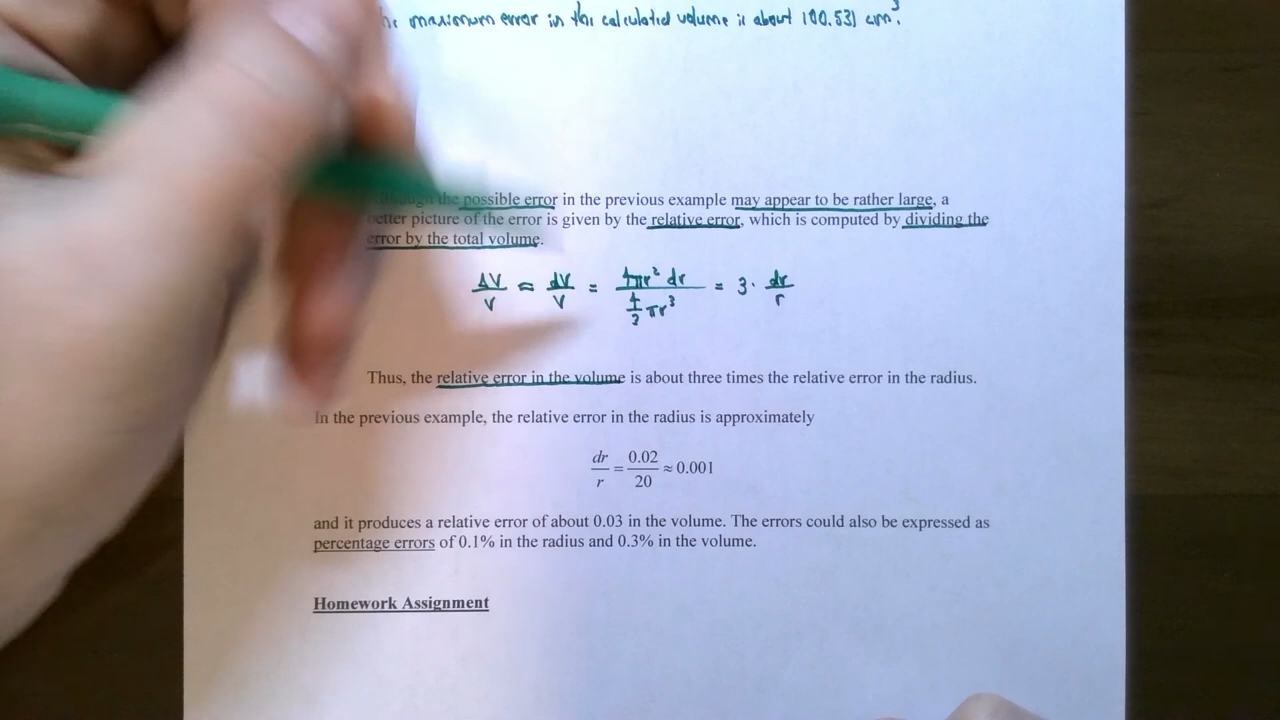 maximum error in the calculated volume is about 100.531 cm³.
the possible error in the previous example may appear to be rather large, a
better picture of the error is given by the relative error, which is computed by dividing the
error by the total volume.
ΔV/V ≈ dV/V = 4πr² dr / (4/3 πr³) = 3 · dr/r
Thus, the relative error in the volume is about three times the relative error in the radius.
In the previous example, the relative error in the radius is approximately
dr/r = 0.02/20 ≈ 0.001
and it produces a relative error of about 0.03 in the volume. The errors could also be expressed as
percentage errors of 0.1% in the radius and 0.3% in the volume.
Homework Assignment